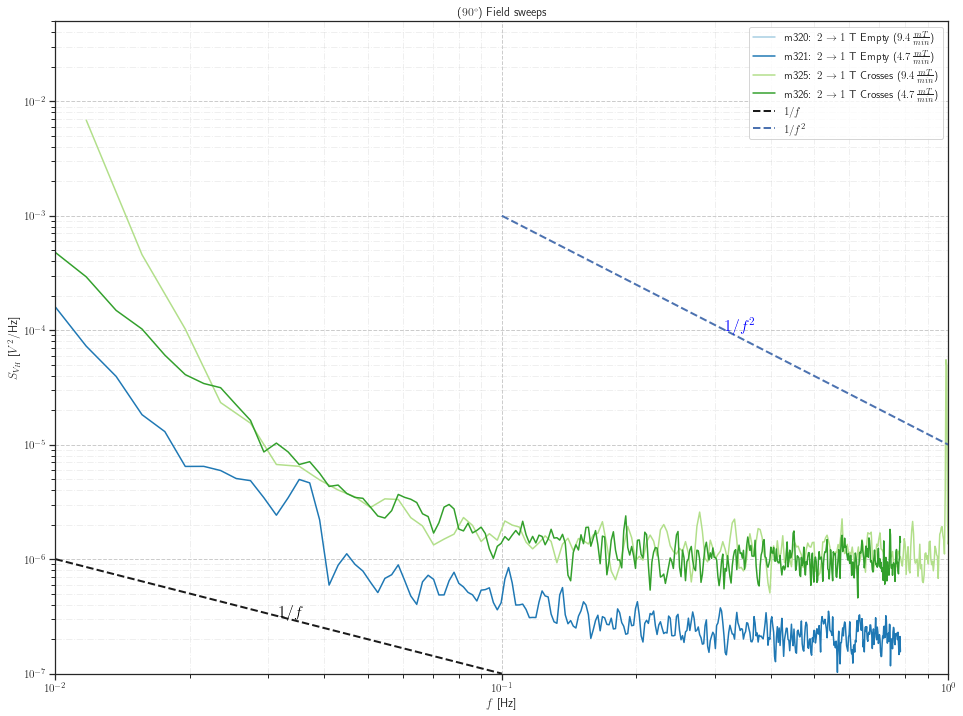 (90°) Field sweeps
m320: 2 → 1 T Empty (9.4 mT/min)
m321: 2 → 1 T Empty (4.7 mT/min)
m325: 2 → 1 T Crosses (9.4 mT/min)
m326: 2 → 1 T Crosses (4.7 mT/min)
1/f
1/f²
10⁻²
10⁻³
10⁻⁴
10⁻⁵
10⁻⁶
10⁻⁷
S_{V_H} [V²/Hz]
1/f²
1/f
10⁻² 10⁻¹ 10⁰
f [Hz]